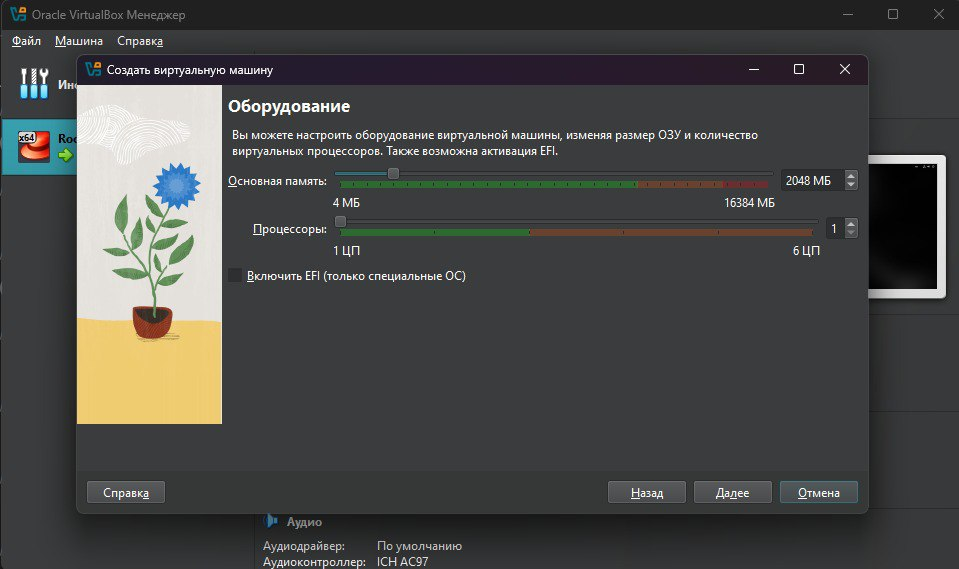 Oracle VirtualBox Менеджер
Файл Машина Справка
Создать виртуальную машину
x64
Оборудование
Вы можете настроить оборудование виртуальной машины, изменяя размер ОЗУ и количество
виртуальных процессоров. Также возможна активация EFI.
Основная память: 2048 МБ
4 МБ 16384 МБ
Процессоры: 1
1 ЦП 6 ЦП
Включить EFI (только специальные ОС)
Справка Назад Далее Отмена
Аудио
Аудиодрайвер: По умолчанию
Аудиоконтроллер: ICH AC97